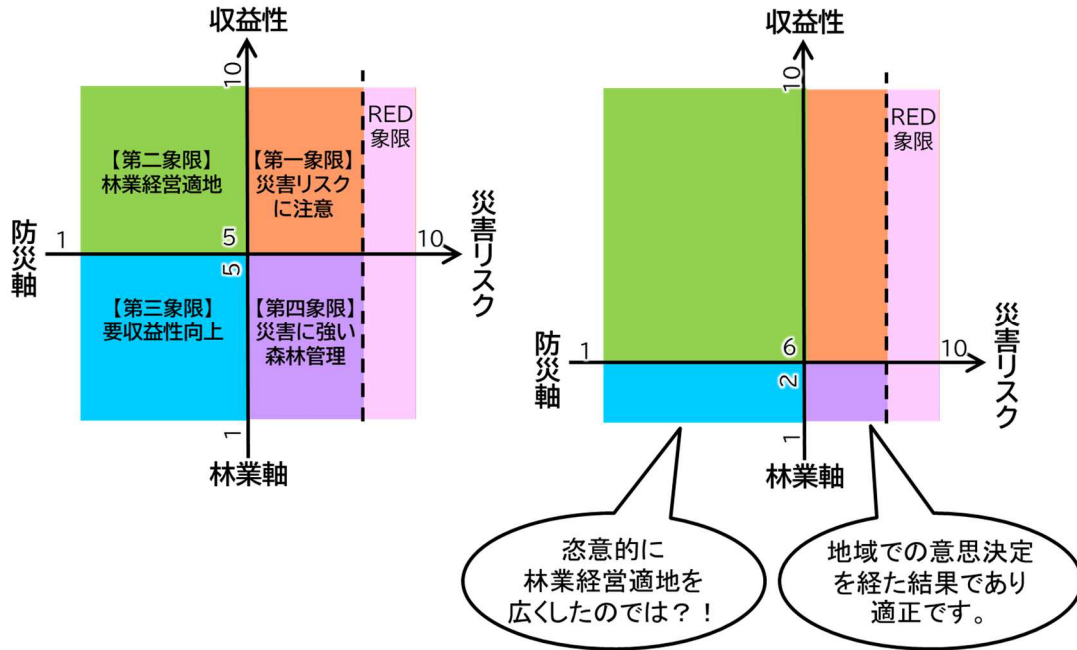 収益性
10
【第二象限】
林業経営適地
【第一象限】
災害リスク
に注意
RED
象限
防災軸
1
5
5
10
災害リスク
【第三象限】
要収益性向上
【第四象限】
災害に強い
森林管理
1
林業軸
収益性
10
RED
象限
防災軸
1
6
2
10
災害リスク
1
林業軸
恣意的に
林業経営適地を
広くしたのでは？！
地域での意思決定
を経た結果であり
適正です。